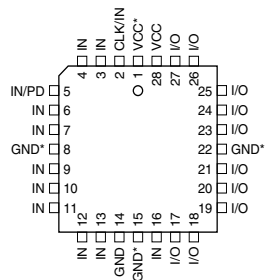 IN
IN
CLK/IN
VCC*
VCC
I/O
I/O
4
3
2
1
28
27
26
IN/PD 5
IN 6
IN 7
GND* 8
IN 9
IN 10
IN 11
25 I/O
24 I/O
23 I/O
22 GND*
21 I/O
20 I/O
19 I/O
12
13
14
15
16
17
18
IN
IN
GND
GND*
IN
I/O
I/O